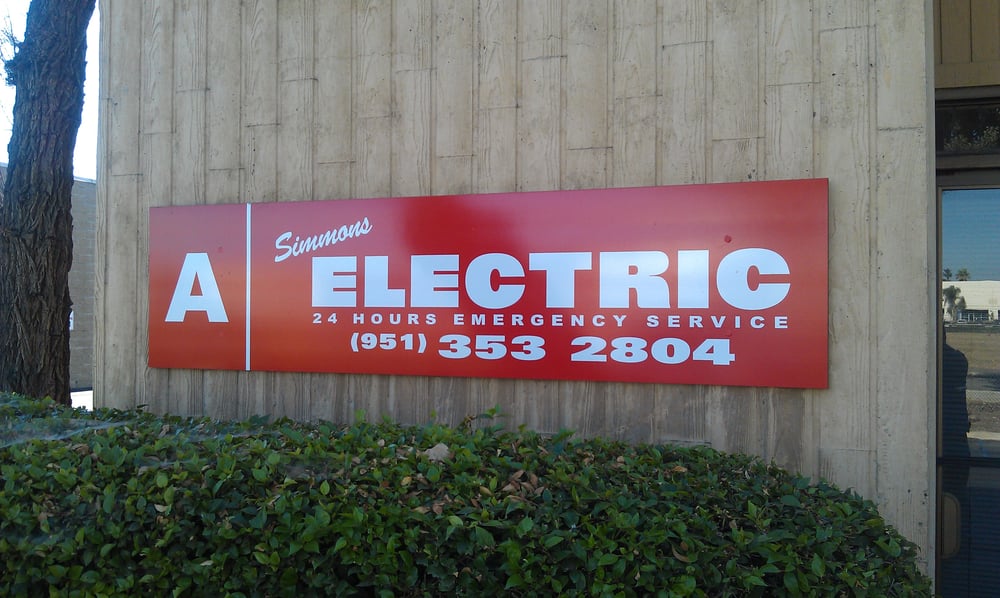 A
Simmons
ELECTRIC
24 HOURS EMERGENCY SERVICE
(951) 353 2804